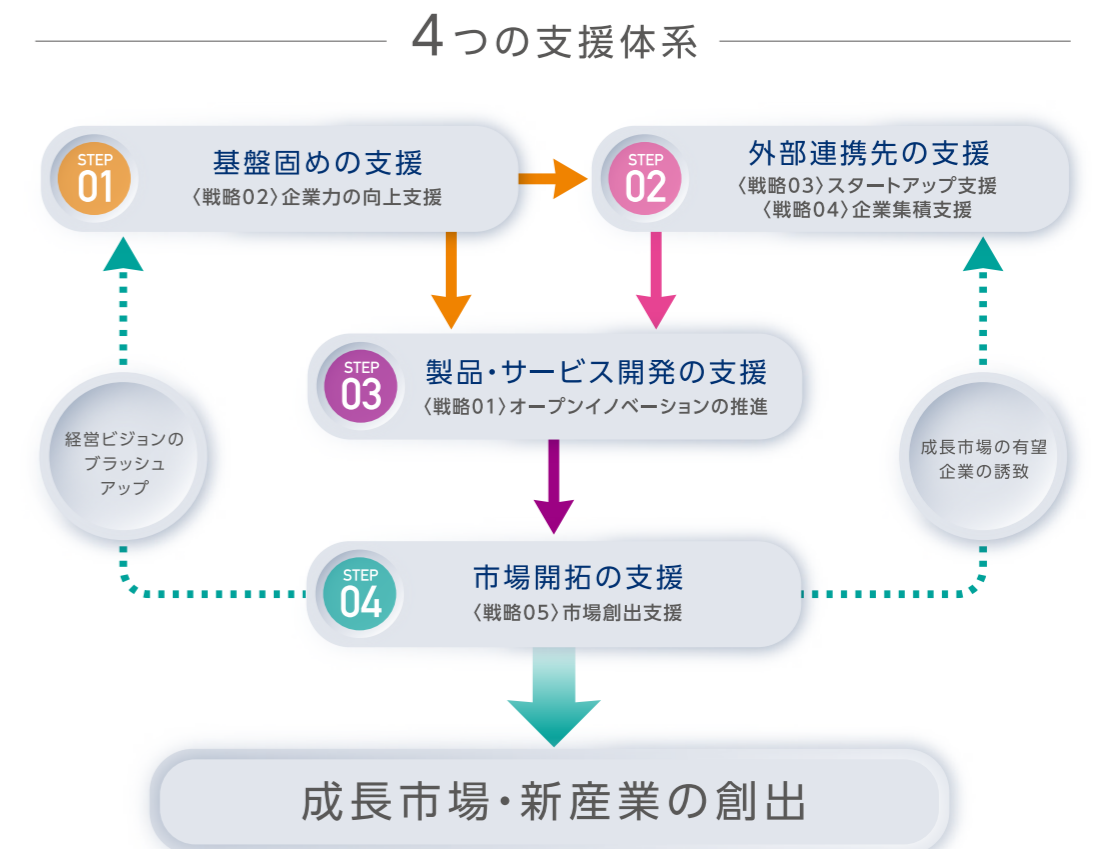 4つの支援体系
STEP
01
基盤固めの支援
〈戦略02〉企業力の向上支援
STEP
02
外部連携先の支援
〈戦略03〉スタートアップ支援
〈戦略04〉企業集積支援
STEP
03
製品・サービス開発の支援
〈戦略01〉オープンイノベーションの推進
経営ビジョンの
ブラッシュ
アップ
成長市場の有望
企業の誘致
STEP
04
市場開拓の支援
〈戦略05〉市場創出支援
成長市場・新産業の創出